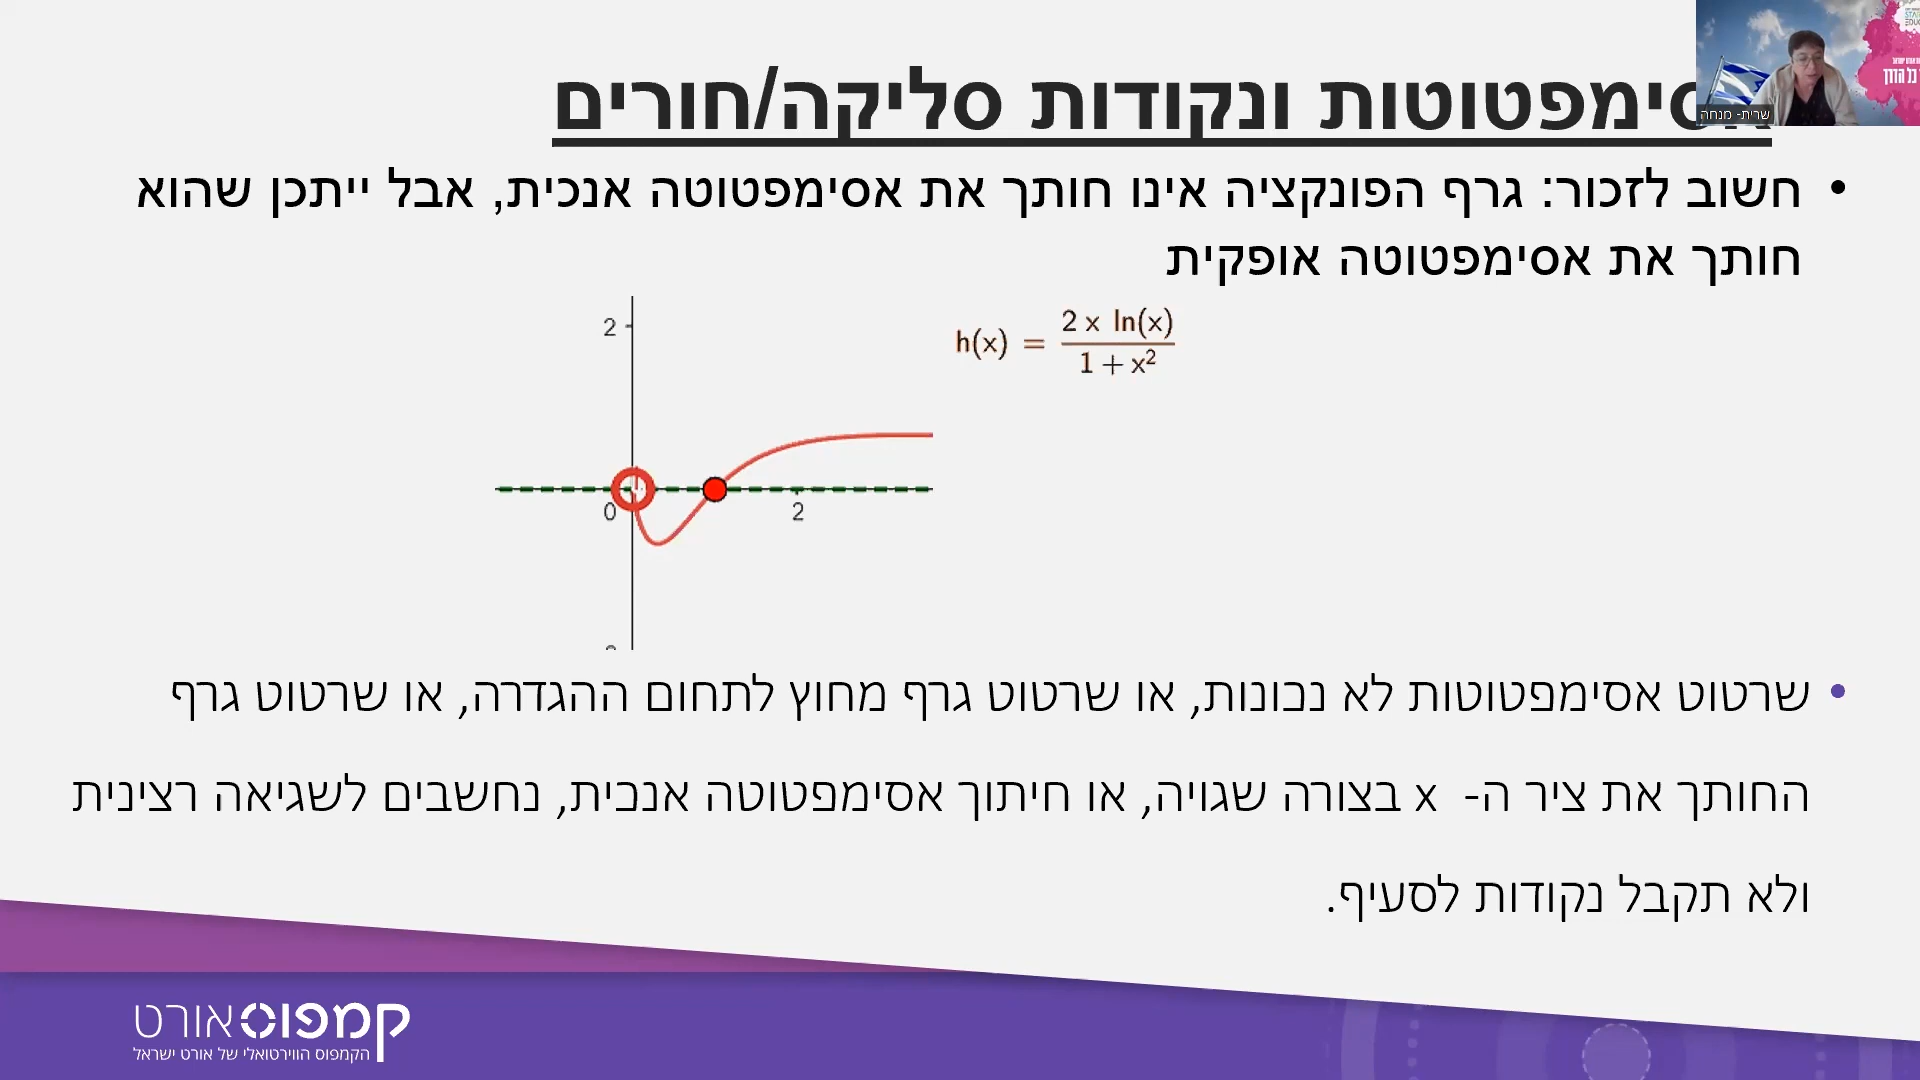 אסימפטוטות ונקודות סליקה/חורים
שרית- מנחה
• חשוב לזכור: גרף הפונקציה אינו חותך את אסימפטוטה אנכית, אבל ייתכן שהוא
חותך את אסימפטוטה אופקית
h(x) = 2 x ln(x) / 1 + x²
2
0
2
• שרטוט אסימפטוטות לא נכונות, או שרטוט גרף מחוץ לתחום ההגדרה, או שרטוט גרף
החותך את ציר ה- x בצורה שגויה, או חיתוך אסימפטוטה אנכית, נחשבים לשגיאה רצינית
ולא תקבל נקודות לסעיף.
קמפוס אורט
הקמפוס הווירטואלי של אורט ישראל